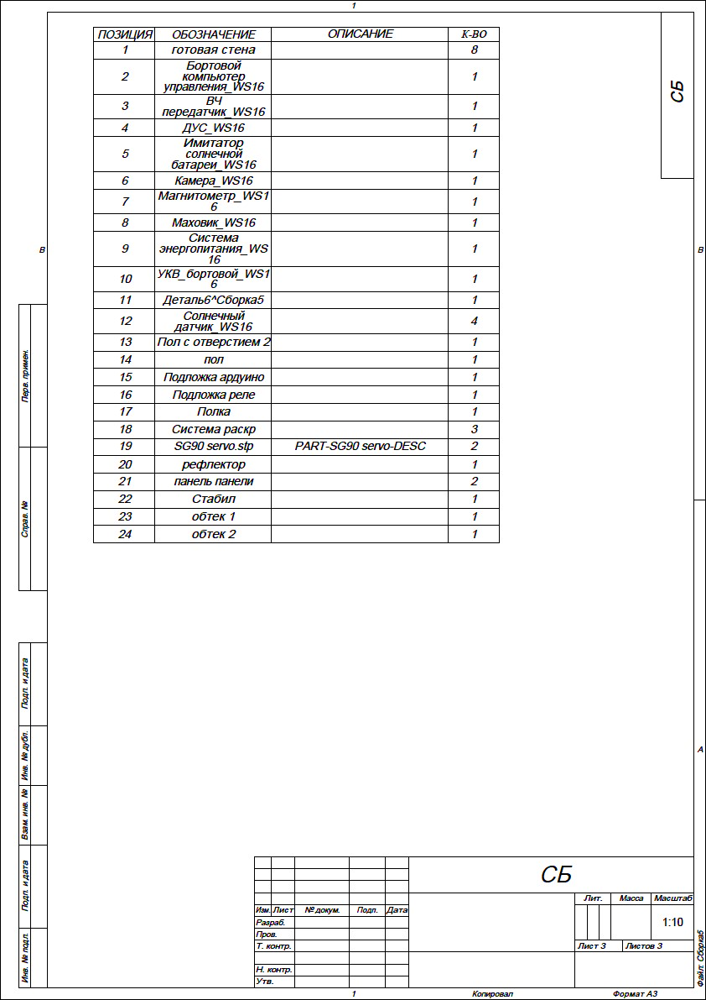 1
СБ
ПОЗИЦИЯ ОБОЗНАЧЕНИЕ ОПИСАНИЕ К-ВО
1 готовая стена 8
2 Бортовой
компьютер
управления_WS16 1
3 ВЧ
передатчик_WS16 1
4 ДУС_WS16 1
5 Имитатор
солнечной
батареи_WS16 1
6 Камера_WS16 1
7 Магнитометр_WS1
6 1
8 Маховик_WS16 1
9 Система
энергопитания_WS
16 1
10 УКВ_бортовой_WS1
6 1
11 Деталь6^Сборка5 1
12 Солнечный
датчик_WS16 4
13 Пол с отверстием 2 1
14 пол 1
15 Подложка ардуино 1
16 Подложка реле 1
17 Полка 1
18 Система раскр 3
19 SG90 servo.stp PART-SG90 servo-DESC 2
20 рефлектор 1
21 панель панели 2
22 Стабил 1
23 обтек 1 1
24 обтек 2 1
B
B
A
Перв. примен.
Справ. №
Подп. и дата
Инв. № дубл.
Взам. инв. №
Подп. и дата
Инв. № подл.
СБ
Лит. Масса Масштаб
1:10
Изм. Лист № докум. Подп. Дата
Разраб.
Пров.
Т. контр.
Лист 3 Листов 3
Н. контр.
Утв.
Файл: Сборка5
1 Копировал Формат А3